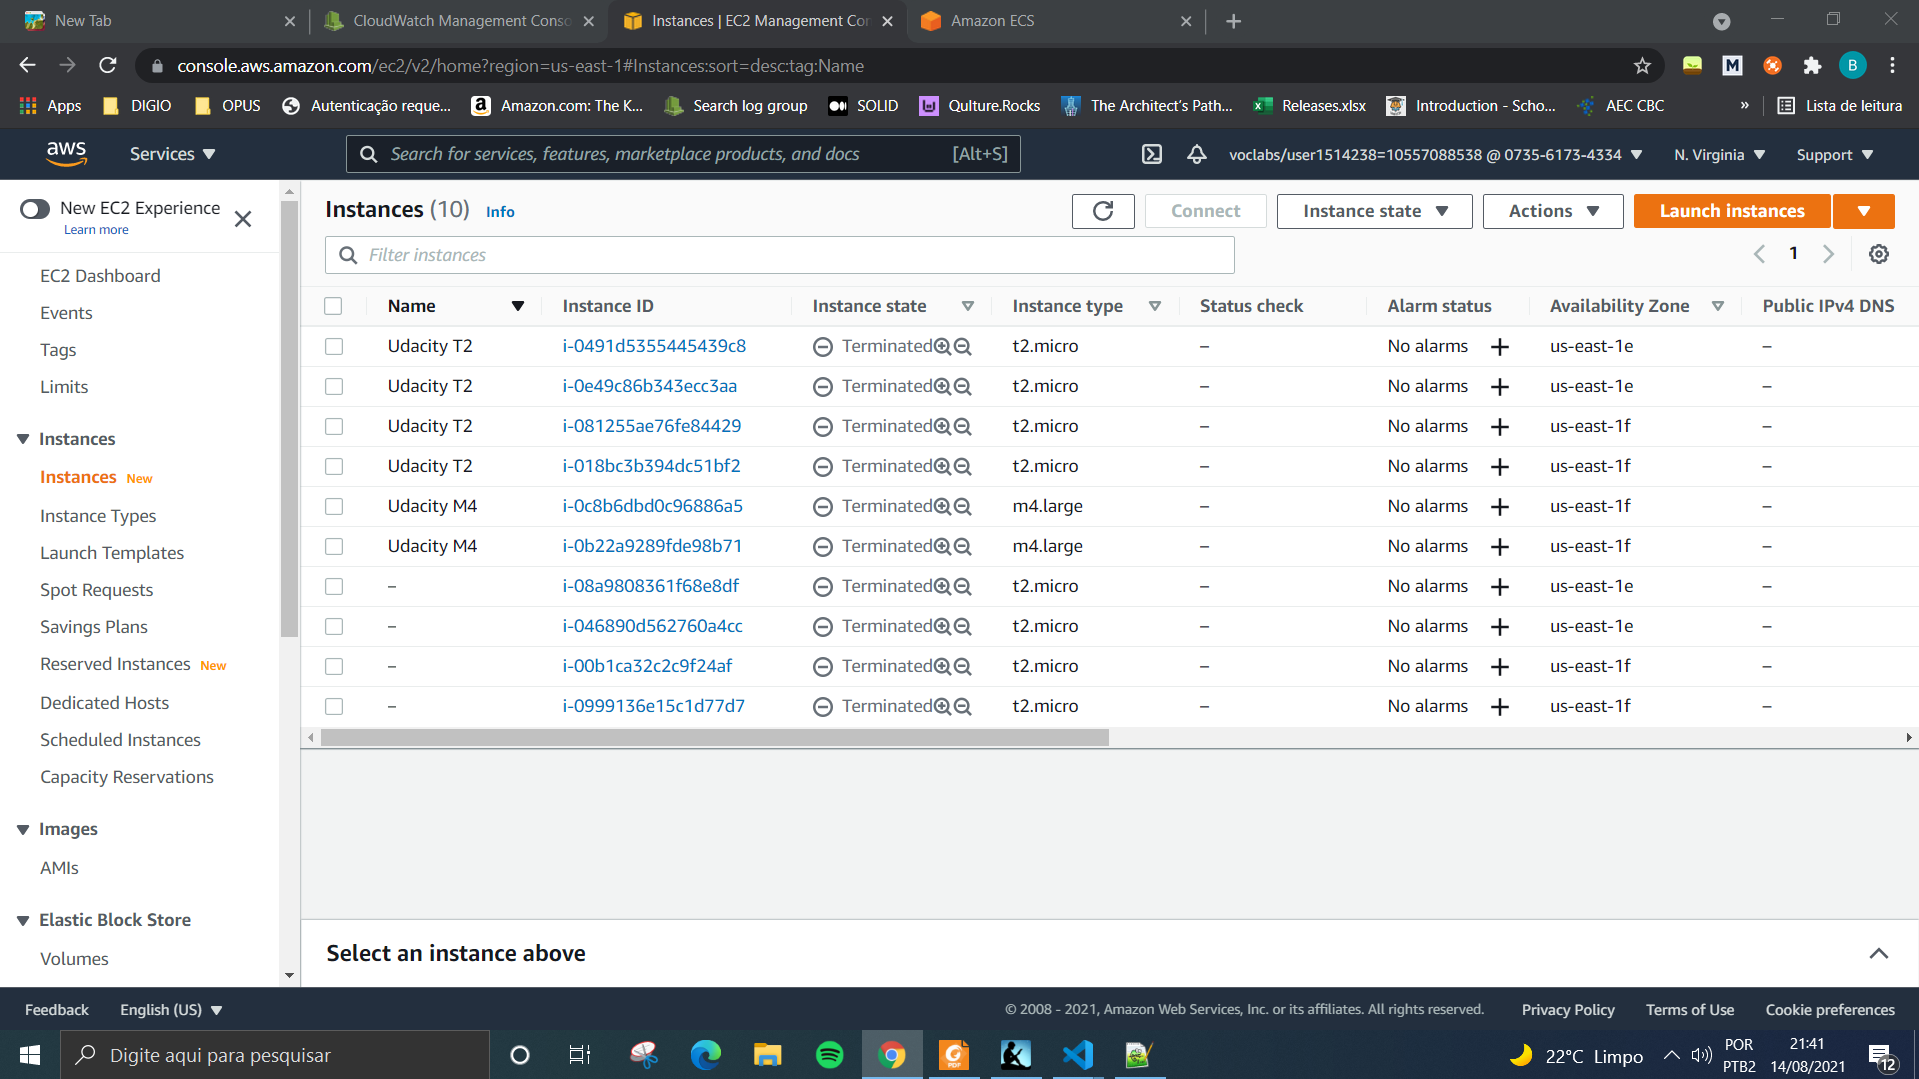 New Tab
CloudWatch Management Conso
Instances | EC2 Management Con
Amazon ECS
console.aws.amazon.com/ec2/v2/home?region=us-east-1#Instances:sort=desc:tag:Name
M
B
Apps DIGIO OPUS Autenticação reque... Amazon.com: The K... Search log group SOLID Qulture.Rocks The Architect's Path... Releases.xlsx Introduction - Scho... AEC CBC » Lista de leitura
aws Services Search for services, features, marketplace products, and docs [Alt+S] voclabs/user1514238=10557088538 @ 0735-6173-4334 N. Virginia Support
New EC2 Experience
Learn more
EC2 Dashboard
Events
Tags
Limits
Instances
Instances New
Instance Types
Launch Templates
Spot Requests
Savings Plans
Reserved Instances New
Dedicated Hosts
Scheduled Instances
Capacity Reservations
Images
AMIs
Elastic Block Store
Volumes
Instances (10) Info
Connect Instance state Actions Launch instances
Filter instances
1
Name Instance ID Instance state Instance type Status check Alarm status Availability Zone Public IPv4 DNS
Udacity T2 i-0491d5355445439c8 Terminated t2.micro – No alarms us-east-1e –
Udacity T2 i-0e49c86b343ecc3aa Terminated t2.micro – No alarms us-east-1e –
Udacity T2 i-081255ae76fe84429 Terminated t2.micro – No alarms us-east-1f –
Udacity T2 i-018bc3b394dc51bf2 Terminated t2.micro – No alarms us-east-1f –
Udacity M4 i-0c8b6dbd0c96886a5 Terminated m4.large – No alarms us-east-1f –
Udacity M4 i-0b22a9289fde98b71 Terminated m4.large – No alarms us-east-1f –
– i-08a9808361f68e8df Terminated t2.micro – No alarms us-east-1e –
– i-046890d562760a4cc Terminated t2.micro – No alarms us-east-1e –
– i-00b1ca32c2c9f24af Terminated t2.micro – No alarms us-east-1f –
– i-0999136e15c1d77d7 Terminated t2.micro – No alarms us-east-1f –
Select an instance above
Feedback English (US) © 2008 - 2021, Amazon Web Services, Inc. or its affiliates. All rights reserved. Privacy Policy Terms of Use Cookie preferences
Digite aqui para pesquisar
PDF
22°C Limpo
POR
PTB2
21:41
14/08/2021
12